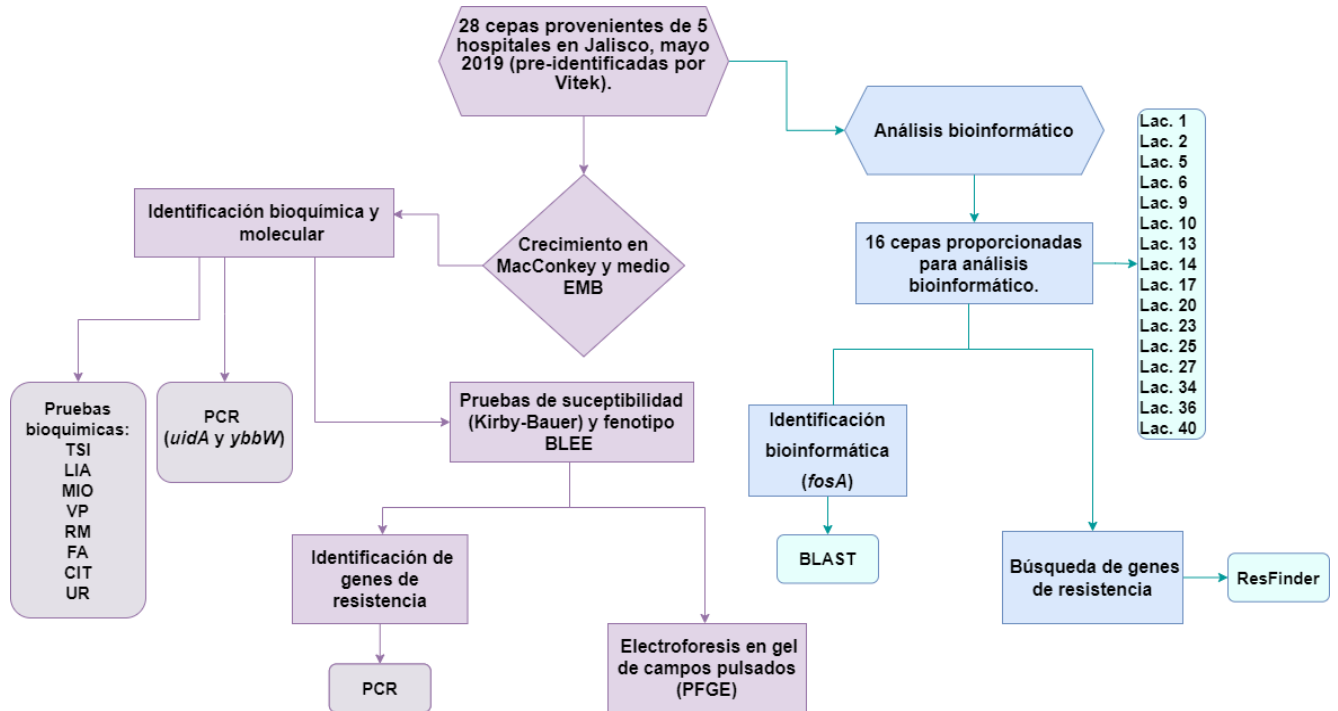 28 cepas provenientes de 5
hospitales en Jalisco, mayo
2019 (pre-identificadas por
Vitek).
Análisis bioinformático
Lac. 1
Lac. 2
Lac. 5
Lac. 6
Lac. 9
Lac. 10
Lac. 13
Lac. 14
Lac. 17
Lac. 20
Lac. 23
Lac. 25
Lac. 27
Lac. 34
Lac. 36
Lac. 40
Identificación bioquímica y
molecular
Crecimiento en
MacConkey y medio
EMB
16 cepas proporcionadas
para análisis
bioinformático.
Pruebas
bioquimicas:
TSI
LIA
MIO
VP
RM
FA
CIT
UR
PCR
(uidA y ybbW)
Pruebas de suceptibilidad
(Kirby-Bauer) y fenotipo
BLEE
Identificación
bioinformática
(fosA)
Identificación de
genes de
resistencia
BLAST
Búsqueda de genes
de resistencia
ResFinder
PCR
Electroforesis en gel
de campos pulsados
(PFGE)